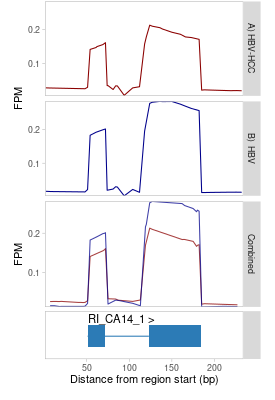 0.2
0.1
A) HBV-HCC
FPM
0.2
0.1
B) HBV
0.2
0.1
FPM
Combined
RI_CA14_1 >
50
100
150
200
Distance from region start (bp)